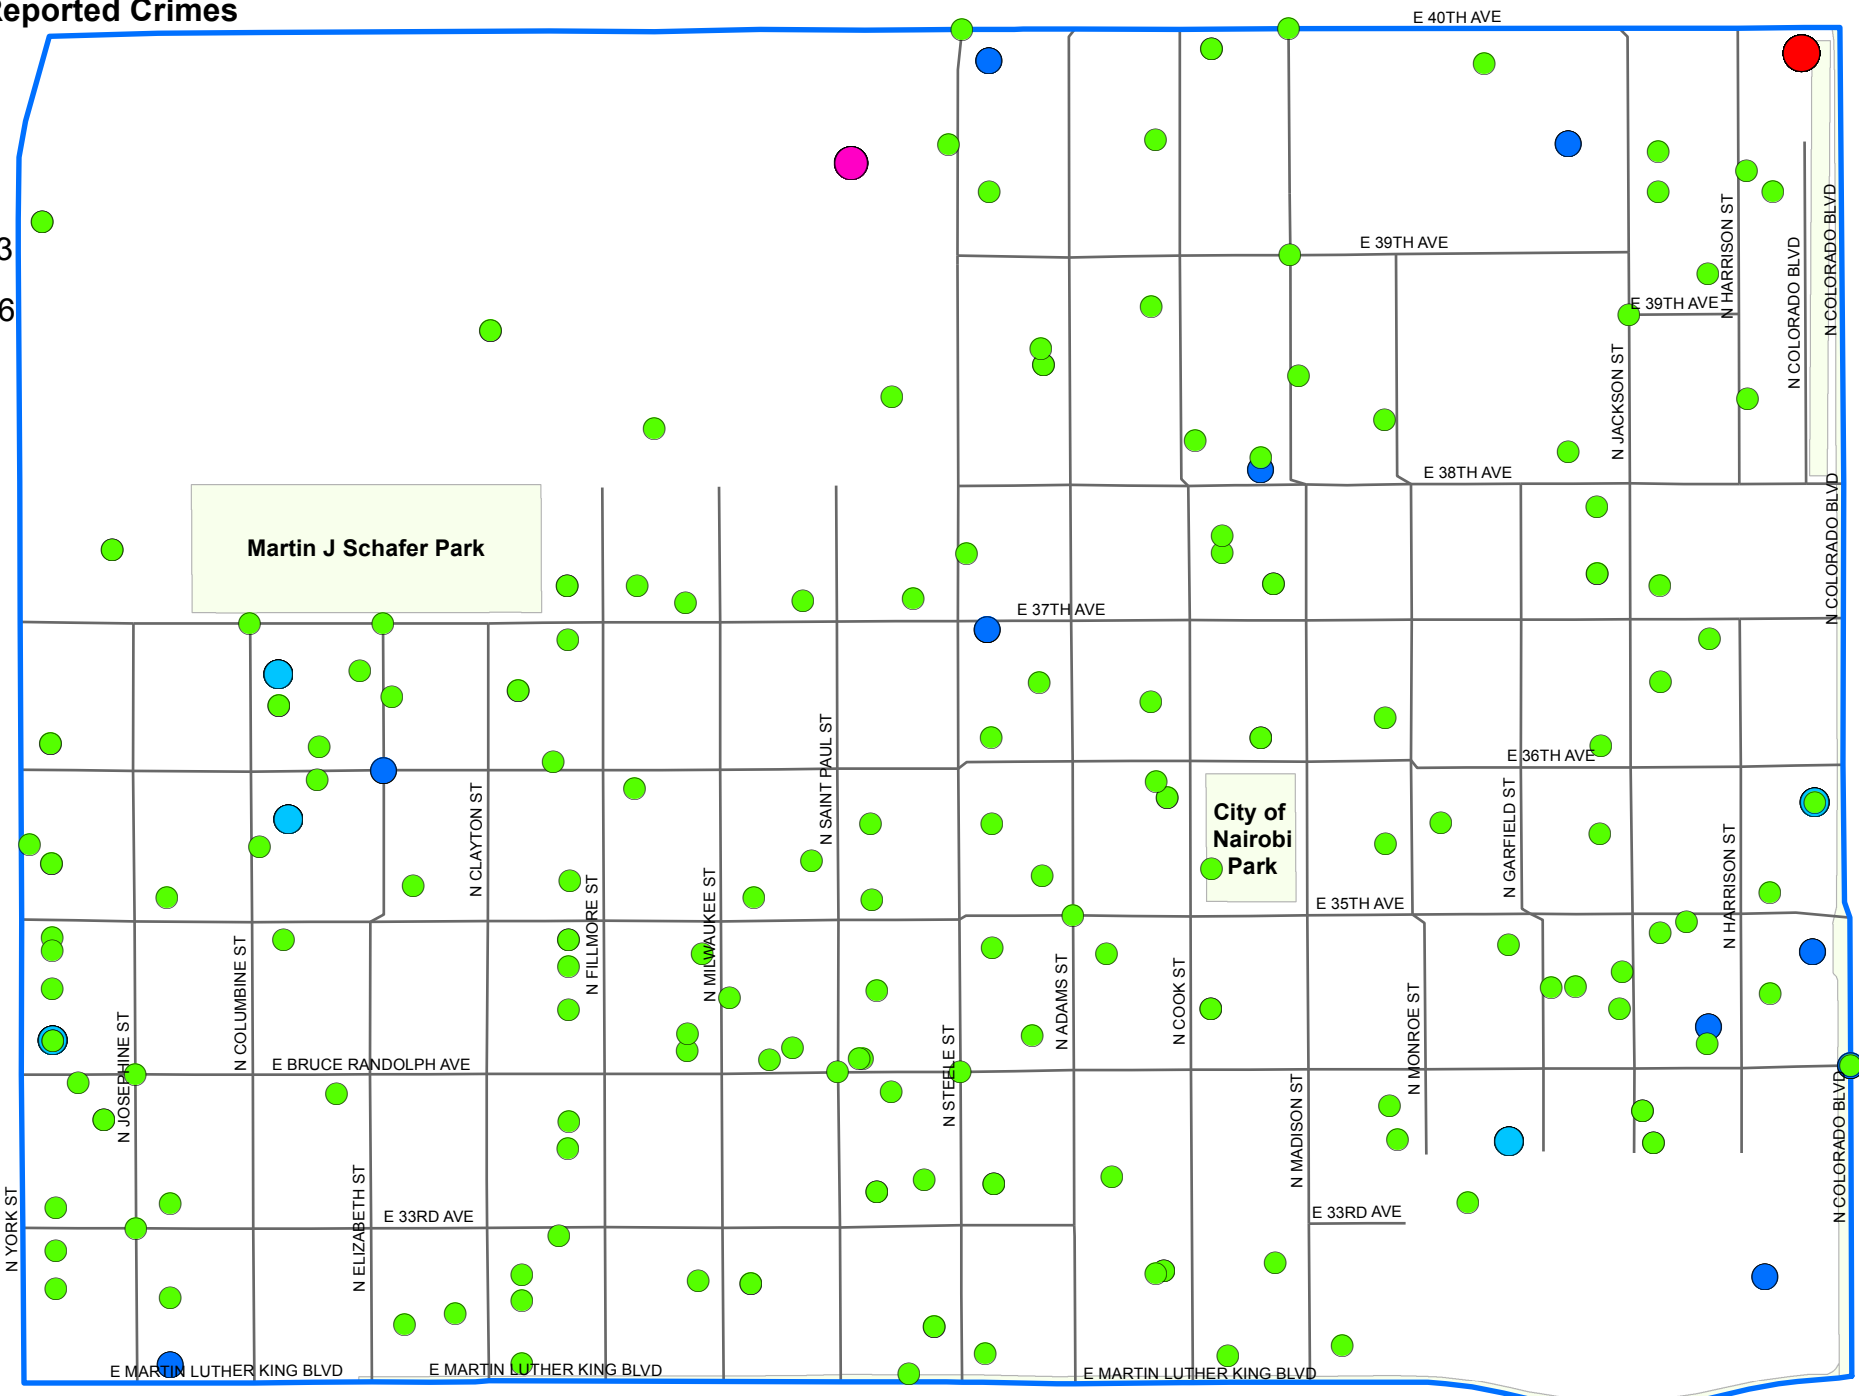 Reported Crimes
E 40TH AVE
3
6
E 39TH AVE
E 39TH AVE
N HARRISON ST
N COLORADO BLVD
N COLORADO BLVD
N JACKSON ST
E 38TH AVE
Martin J Schafer Park
N COLORADO BLVD
E 37TH AVE
N SAINT PAUL ST
E 36TH AVE
N CLAYTON ST
City of
Nairobi
Park
N GARFIELD ST
N HARRISON ST
N FILLMORE ST
N MILWAUKEE ST
E 35TH AVE
N COLUMBINE ST
N ADAMS ST
N COOK ST
N MONROE ST
N JOSEPHINE ST
E BRUCE RANDOLPH AVE
N STEELE ST
N MADISON ST
N COLORADO BLVD
N YORK ST
N ELIZABETH ST
E 33RD AVE
E 33RD AVE
E MARTIN LUTHER KING BLVD
E MARTIN LUTHER KING BLVD
E MARTIN LUTHER KING BLVD